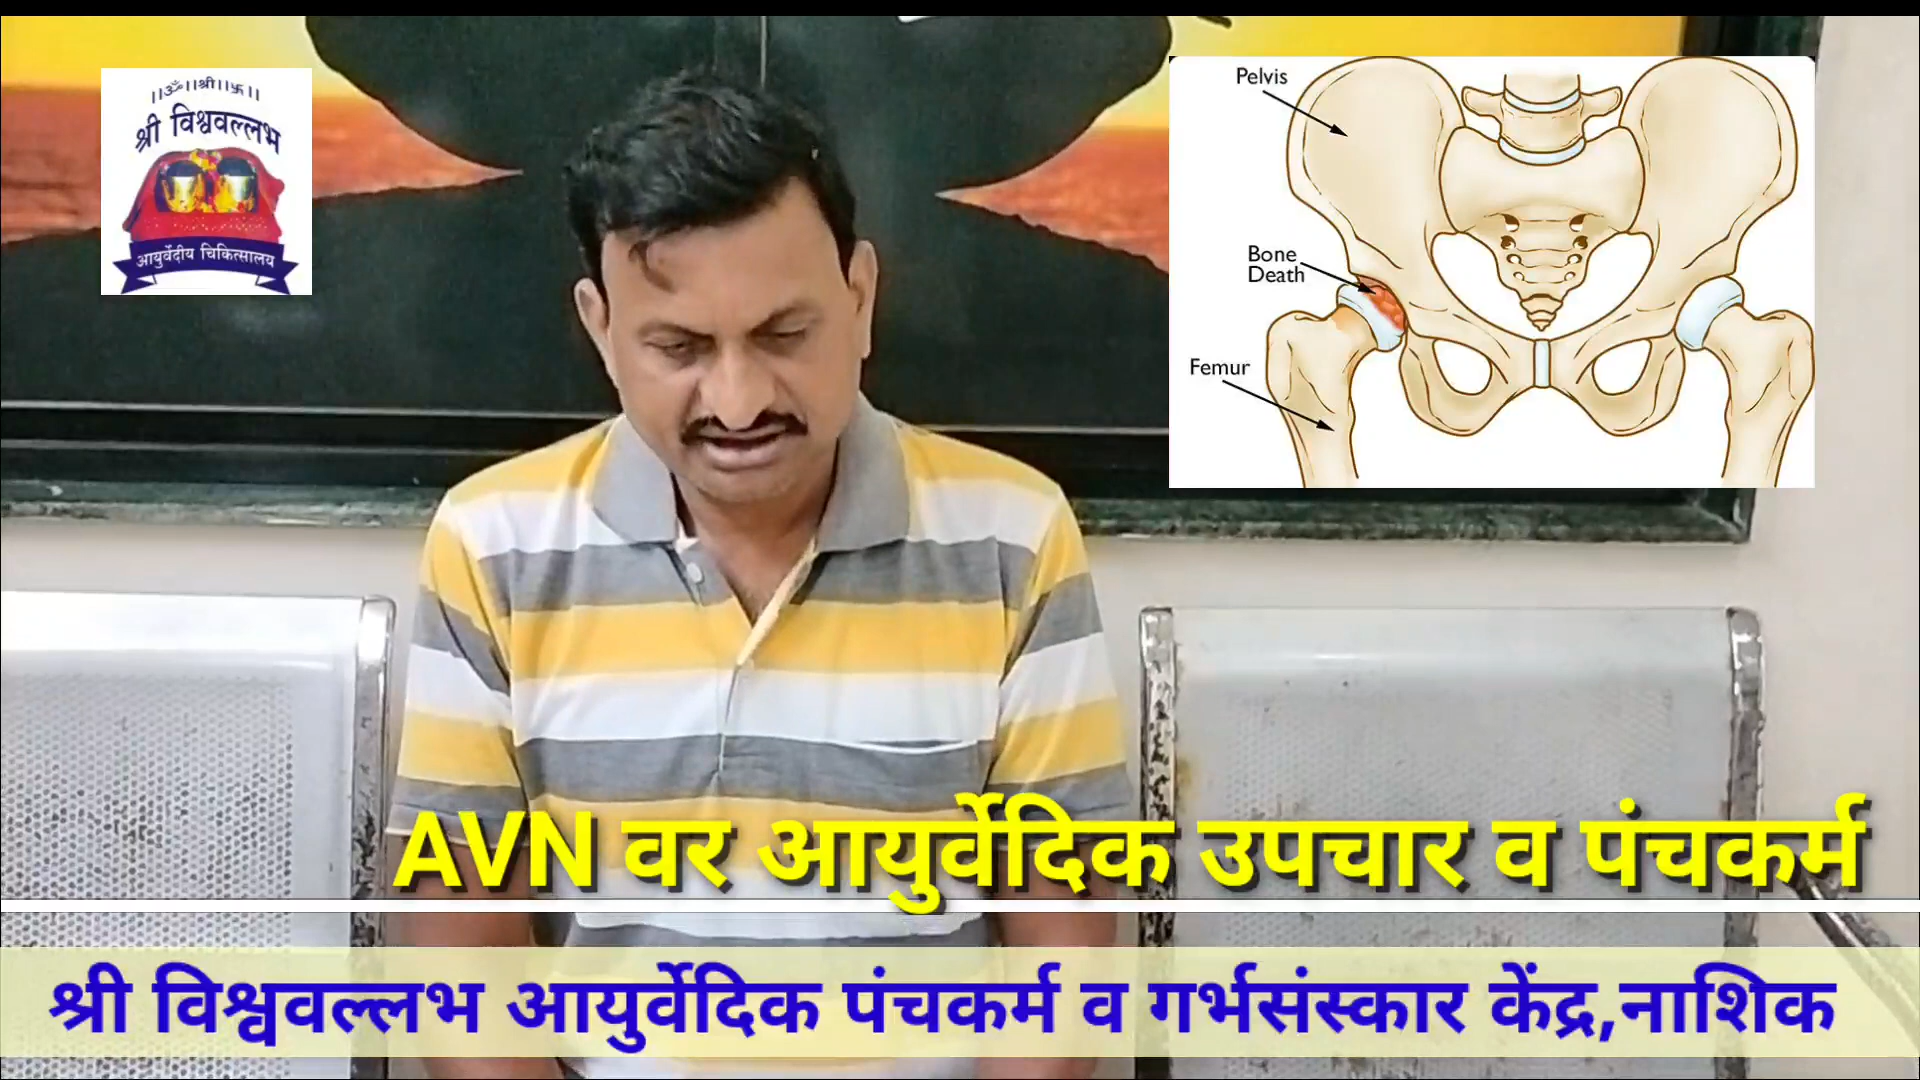 ||ॐ||श्री||卐||
श्री विश्ववल्लभ
आयुर्वेदीय चिकित्सालय
Pelvis
Bone
Death
Femur
AVN वर आयुर्वेदिक उपचार व पंचकर्म
श्री विश्ववल्लभ आयुर्वेदिक पंचकर्म व गर्भसंस्कार केंद्र,नाशिक